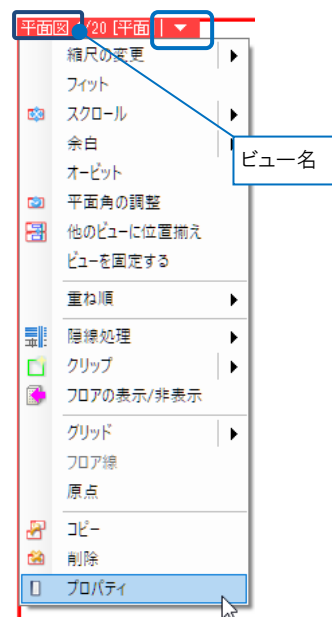 平面図 /20 [平面
縮尺の変更
フィット
スクロール
余白
ビュー名
オービット
平面角の調整
他のビューに位置揃え
ビューを固定する
重ね順
隠線処理
クリップ
フロアの表示/非表示
グリッド
フロア線
原点
コピー
削除
プロパティ